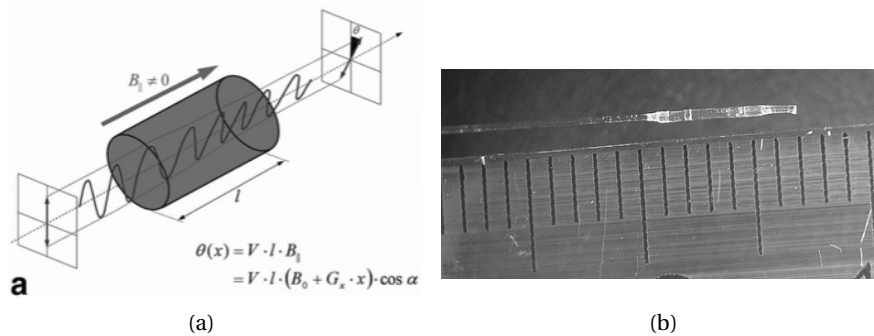 θ
B∥ ≠ 0
l
θ(x) = V · l · B∥
= V · l · (B₀ + Gₓ · x) · cos α
a
(a)
(b)